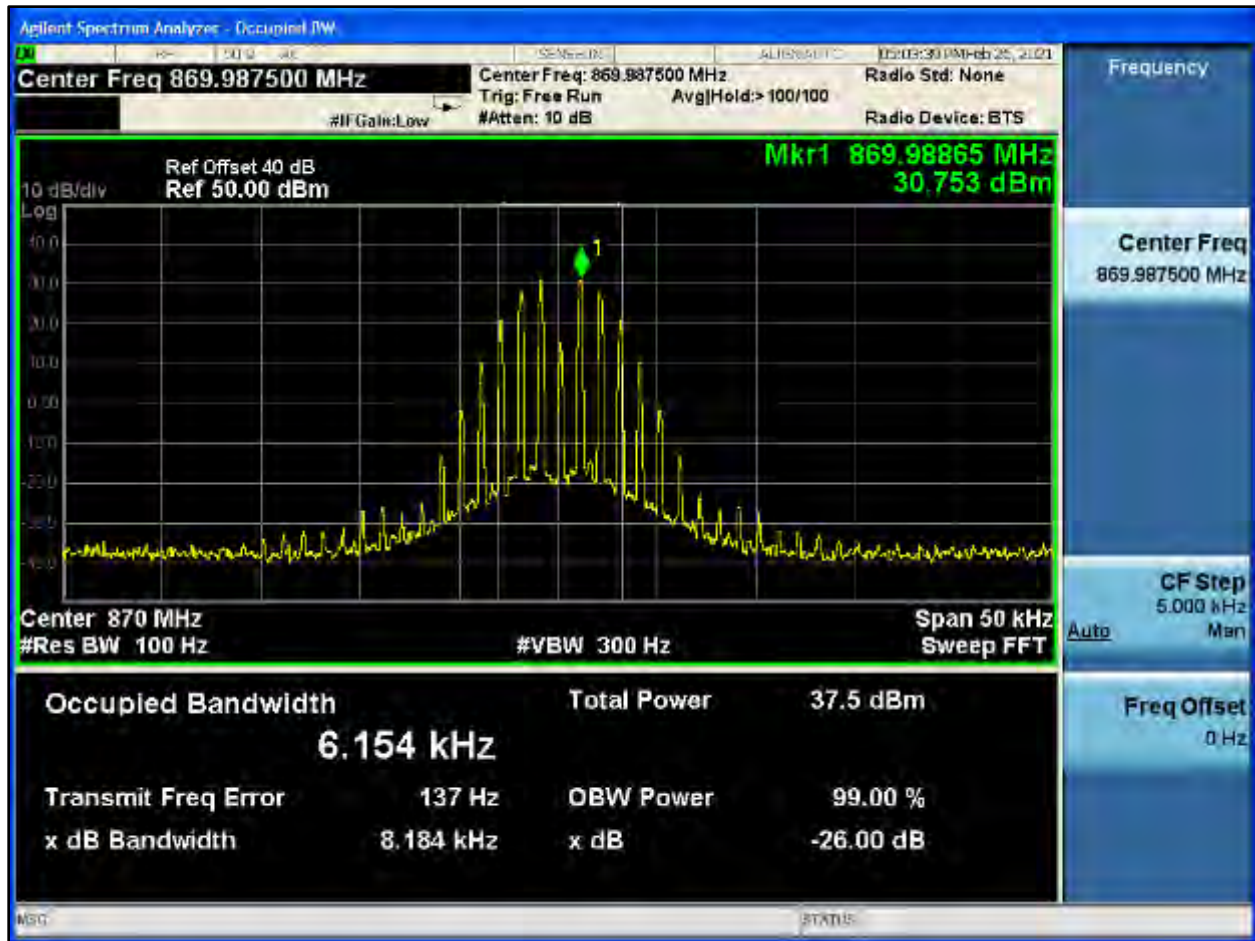 Agilent Spectrum Analyzer - Occupied BW
Center Freq 869.987500 MHz
Center Freq: 869.987500 MHz
Radio Std: None
Trig: Free Run
Avg|Hold:> 100/100
#IFGain:Low
#Atten: 10 dB
Radio Device: BTS
Frequency
Mkr1 869.98865 MHz
30.753 dBm
Ref Offset 40 dB
10 dB/div
Ref 50.00 dBm
Log
1
Center Freq
869.987500 MHz
Center 870 MHz
Span 50 kHz
#Res BW 100 Hz
#VBW 300 Hz
Sweep FFT
CF Step
5.000 kHz
Auto Man
Occupied Bandwidth
Total Power 37.5 dBm
6.154 kHz
Transmit Freq Error 137 Hz
OBW Power 99.00 %
x dB Bandwidth 8.184 kHz
x dB -26.00 dB
Freq Offset
0 Hz
MSG
STATUS